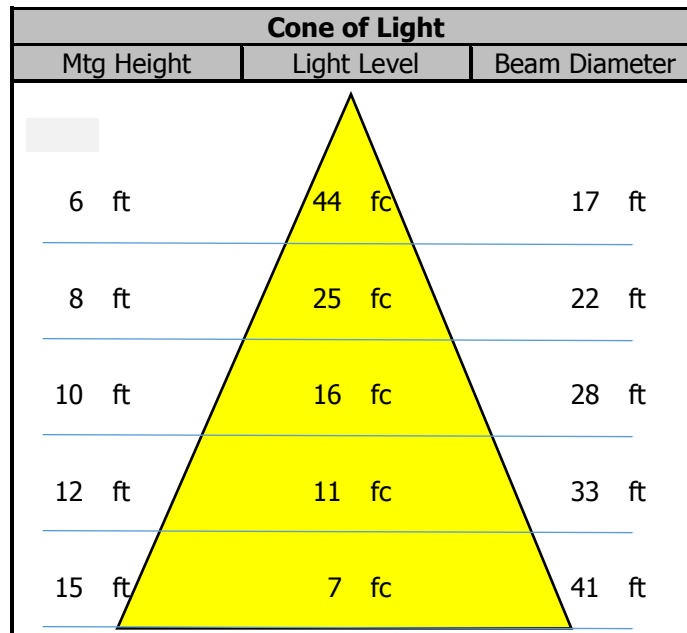 Cone of Light
Mtg Height Light Level Beam Diameter
6 ft 44 fc 17 ft
8 ft 25 fc 22 ft
10 ft 16 fc 28 ft
12 ft 11 fc 33 ft
15 ft 7 fc 41 ft